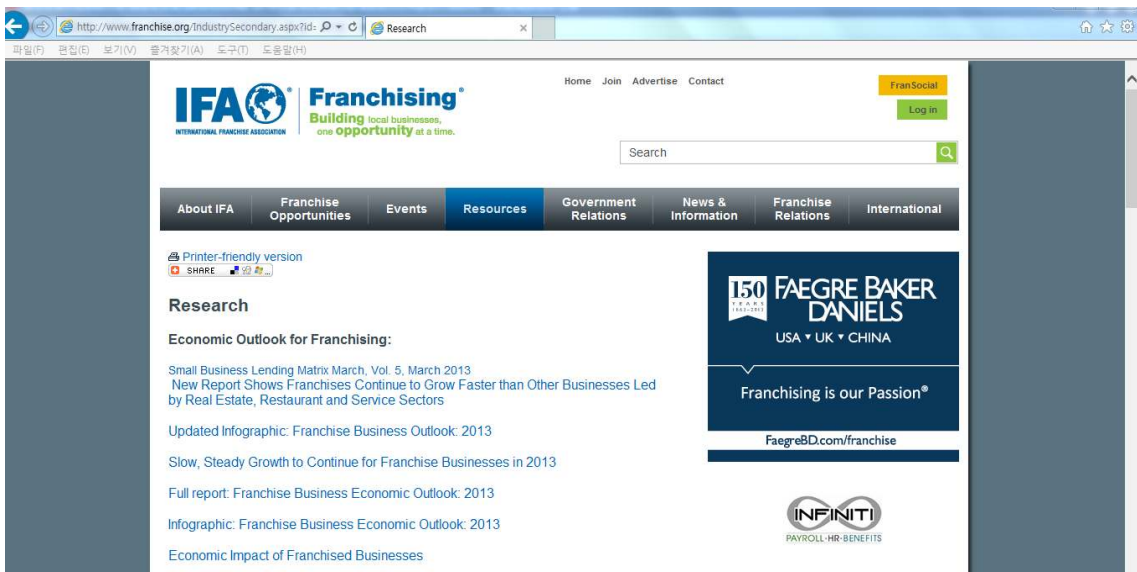 http://www.franchise.org/IndustrySecondary.aspx?id=
Research
파일(F) 편집(E) 보기(V) 즐겨찾기(A) 도구(T) 도움말(H)
Home Join Advertise Contact
FranSocial
Log in
IFA
INTERNATIONAL FRANCHISE ASSOCIATION
Franchising®
Building local businesses,
one opportunity at a time.
Search
About IFA Franchise Opportunities Events Resources Government Relations News & Information Franchise Relations International
Printer-friendly version
SHARE
Research
Economic Outlook for Franchising:
Small Business Lending Matrix March, Vol. 5, March 2013
New Report Shows Franchises Continue to Grow Faster than Other Businesses Led
by Real Estate, Restaurant and Service Sectors
Updated Infographic: Franchise Business Outlook: 2013
Slow, Steady Growth to Continue for Franchise Businesses in 2013
Full report: Franchise Business Economic Outlook: 2013
Infographic: Franchise Business Economic Outlook: 2013
Economic Impact of Franchised Businesses
150
YEARS
FAEGRE BAKER
DANIELS
USA ▾ UK ▾ CHINA
Franchising is our Passion®
FaegreBD.com/franchise
INFINITI
PAYROLL·HR·BENEFITS